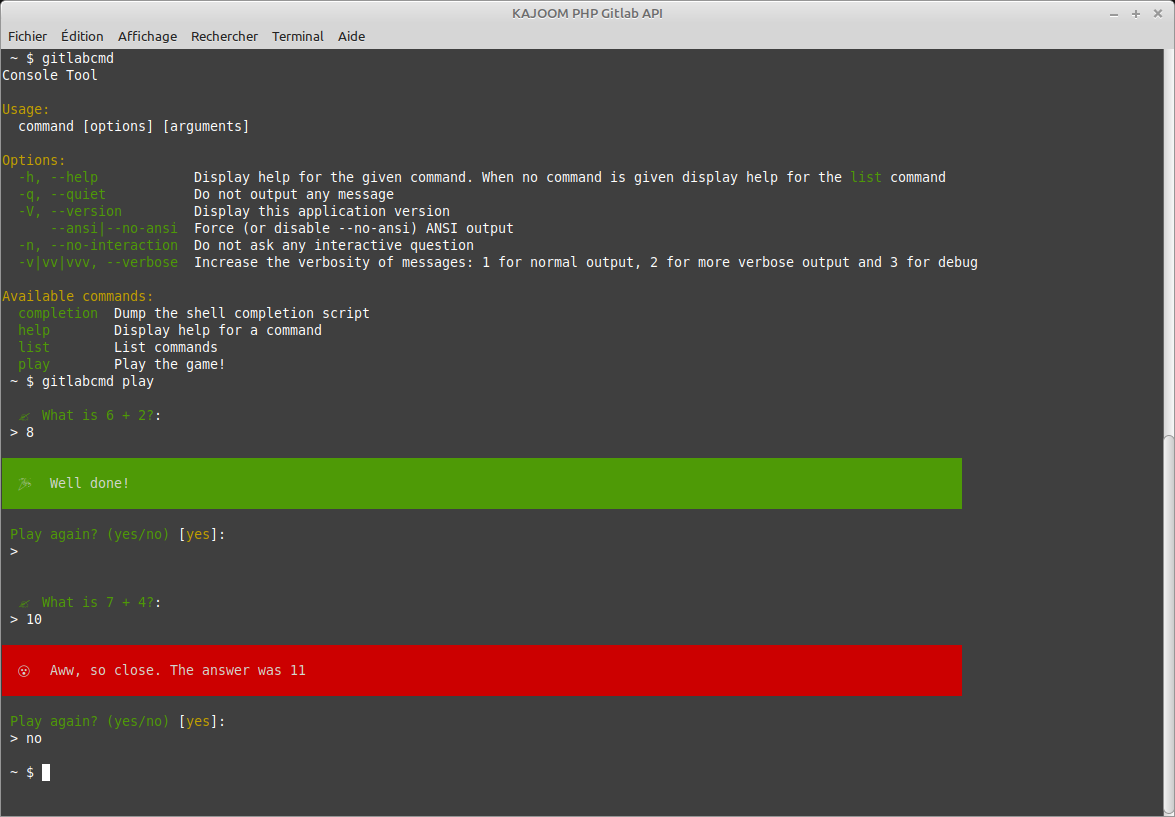 KAJOOM PHP Gitlab API
Fichier Édition Affichage Rechercher Terminal Aide
~ $ gitlabcmd
Console Tool
Usage:
command [options] [arguments]
Options:
-h, --help Display help for the given command. When no command is given display help for the list command
-q, --quiet Do not output any message
-V, --version Display this application version
--ansi|--no-ansi Force (or disable --no-ansi) ANSI output
-n, --no-interaction Do not ask any interactive question
-v|vv|vvv, --verbose Increase the verbosity of messages: 1 for normal output, 2 for more verbose output and 3 for debug
Available commands:
completion Dump the shell completion script
help Display help for a command
list List commands
play Play the game!
~ $ gitlabcmd play
What is 6 + 2?:
> 8
Well done!
Play again? (yes/no) [yes]:
>
What is 7 + 4?:
> 10
Aww, so close. The answer was 11
Play again? (yes/no) [yes]:
> no
~ $